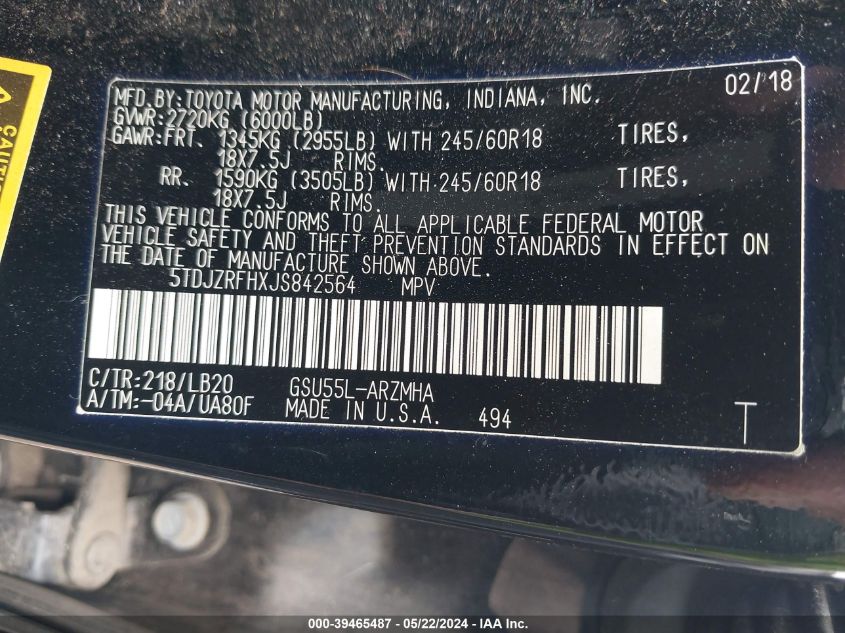 MFD.BY:TOYOTA MOTOR MANUFACTURING, INDIANA, INC. 02/18
GVWR:2720KG (6000LB)
GAWR:FRT. 1345KG (2955LB) WITH 245/60R18 TIRES,
18X7.5J RIMS.
RR. 1590KG (3505LB) WITH 245/60R18 TIRES,
18X7.5J RIMS.
THIS VEHICLE CONFORMS TO ALL APPLICABLE FEDERAL MOTOR
VEHICLE SAFETY AND THEFT PREVENTION STANDARDS IN EFFECT ON
THE DATE OF MANUFACTURE SHOWN ABOVE.
5TDJZRFHXJS842564 MPV
C/TR:218/LB20 GSU55L-ARZMHA
A/TM:-04A/UA80F MADE IN U.S.A. 494 T
CAUTION
000-39465487 - 05/22/2024 - IAA Inc.